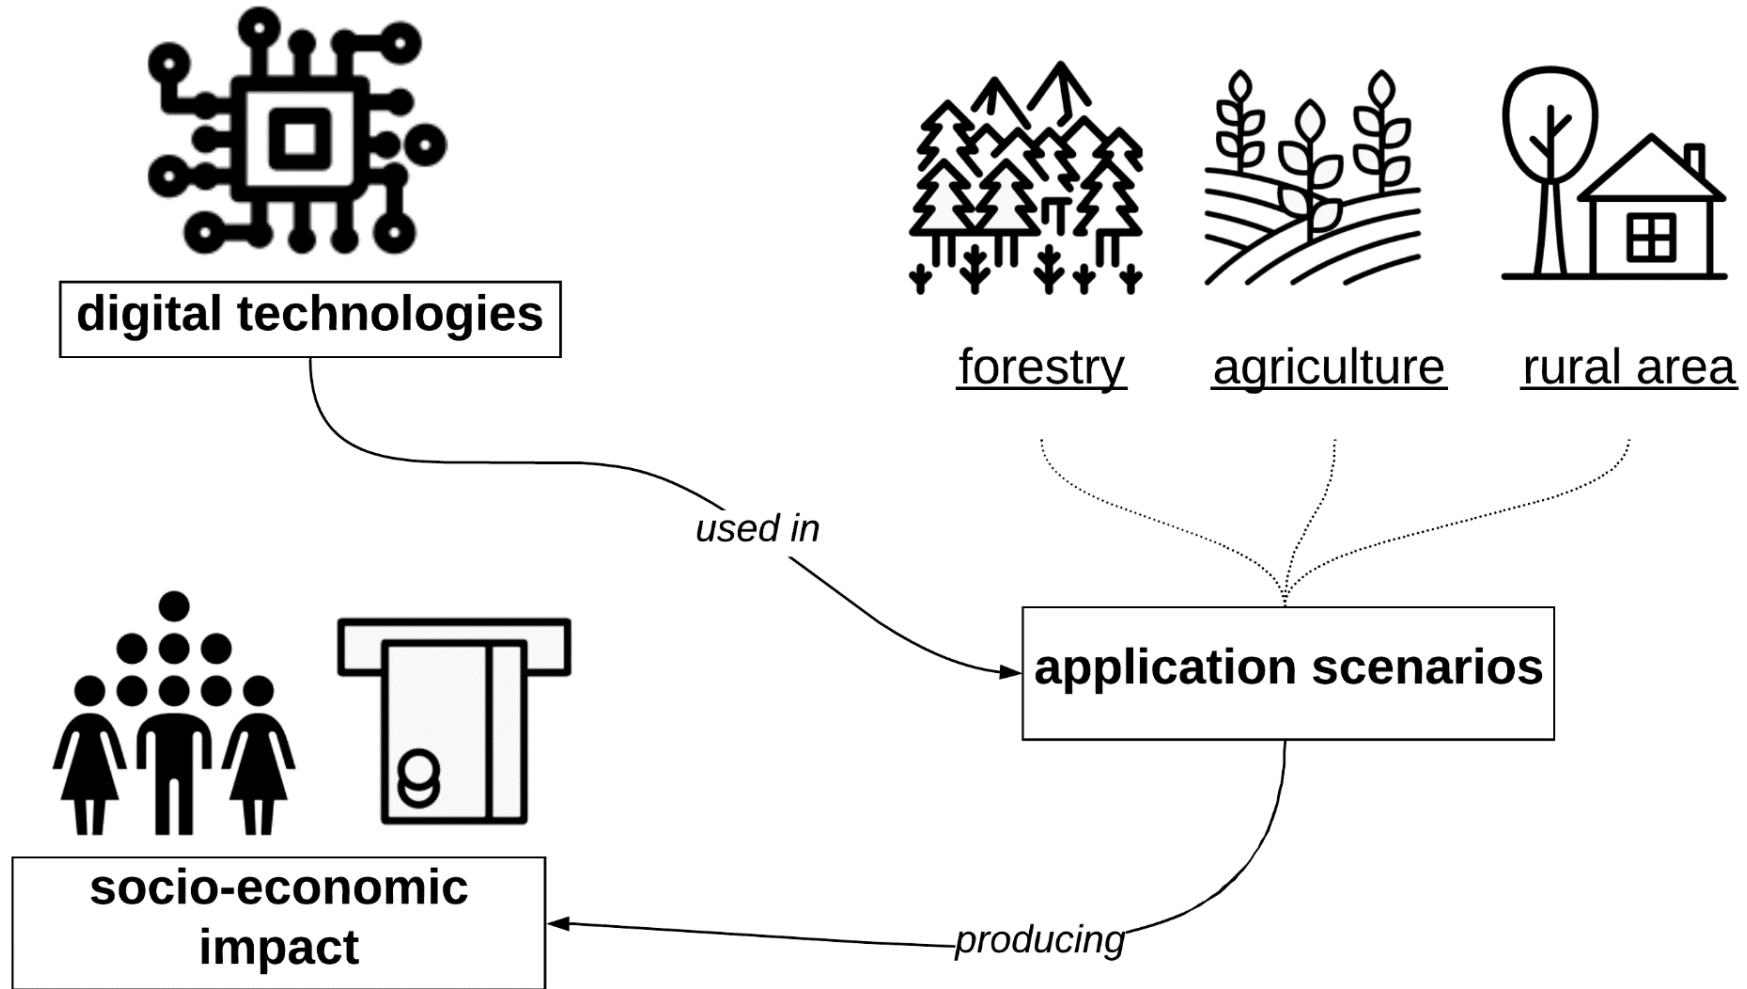 digital technologies
forestry
agriculture
rural area
used in
application scenarios
socio-economic
impact
producing